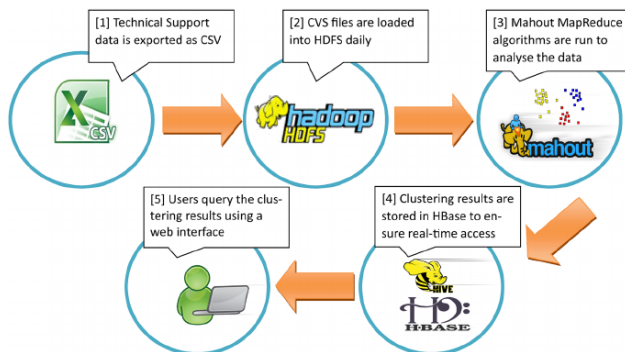 [1] Technical Support
data is exported as CSV
[2] CVS files are loaded
into HDFS daily
[3] Mahout MapReduce
algorithms are run to
analyse the data
X
CSV
hadoop
HDFS
mahout
[5] Users query the clus-
tering results using a
web interface
[4] Clustering results are
stored in HBase to en-
sure real-time access
HIVE
H:
H·BASE